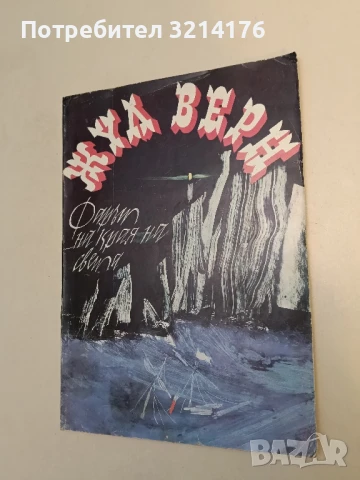 Потребител 3214176
ЖУЛ ВЕРН
Фарът
на края на
света
BAZAR